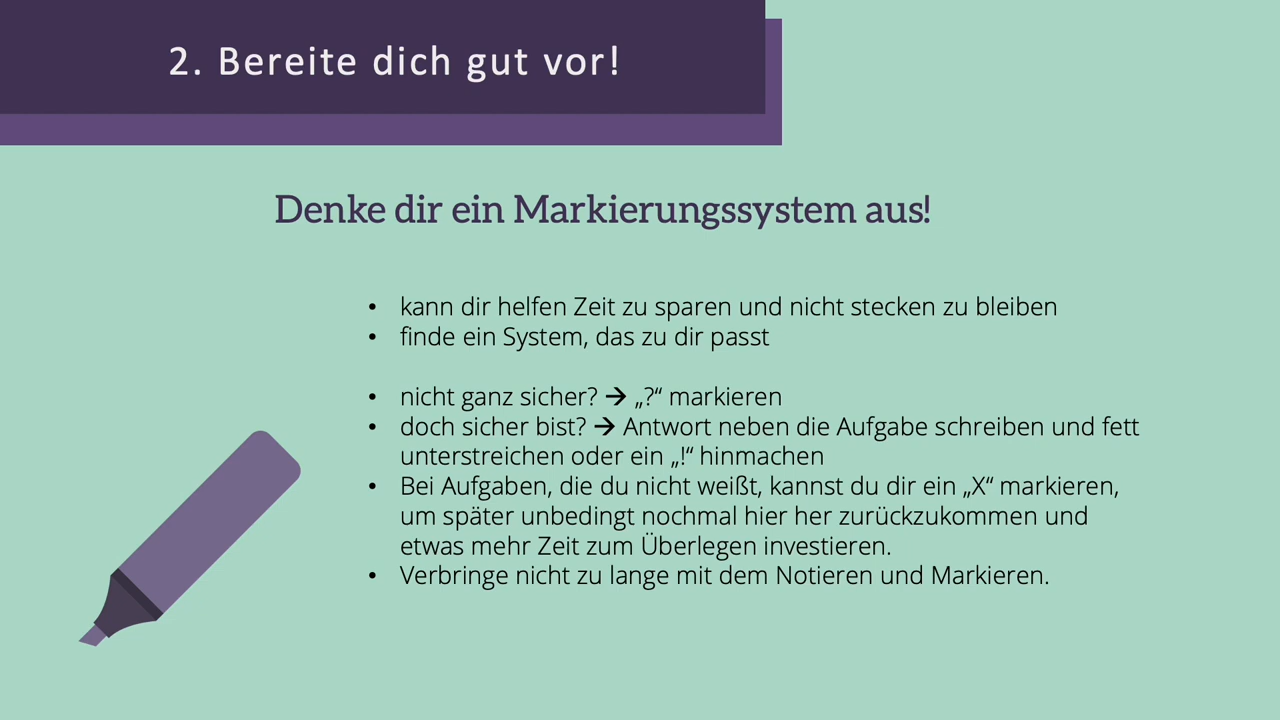 2. Bereite dich gut vor!
Denke dir ein Markierungssystem aus!
• kann dir helfen Zeit zu sparen und nicht stecken zu bleiben
• finde ein System, das zu dir passt
• nicht ganz sicher? → „?“ markieren
• doch sicher bist? → Antwort neben die Aufgabe schreiben und fett
unterstreichen oder ein „!“ hinmachen
• Bei Aufgaben, die du nicht weißt, kannst du dir ein „X“ markieren,
um später unbedingt nochmal hier her zurückzukommen und
etwas mehr Zeit zum Überlegen investieren.
• Verbringe nicht zu lange mit dem Notieren und Markieren.